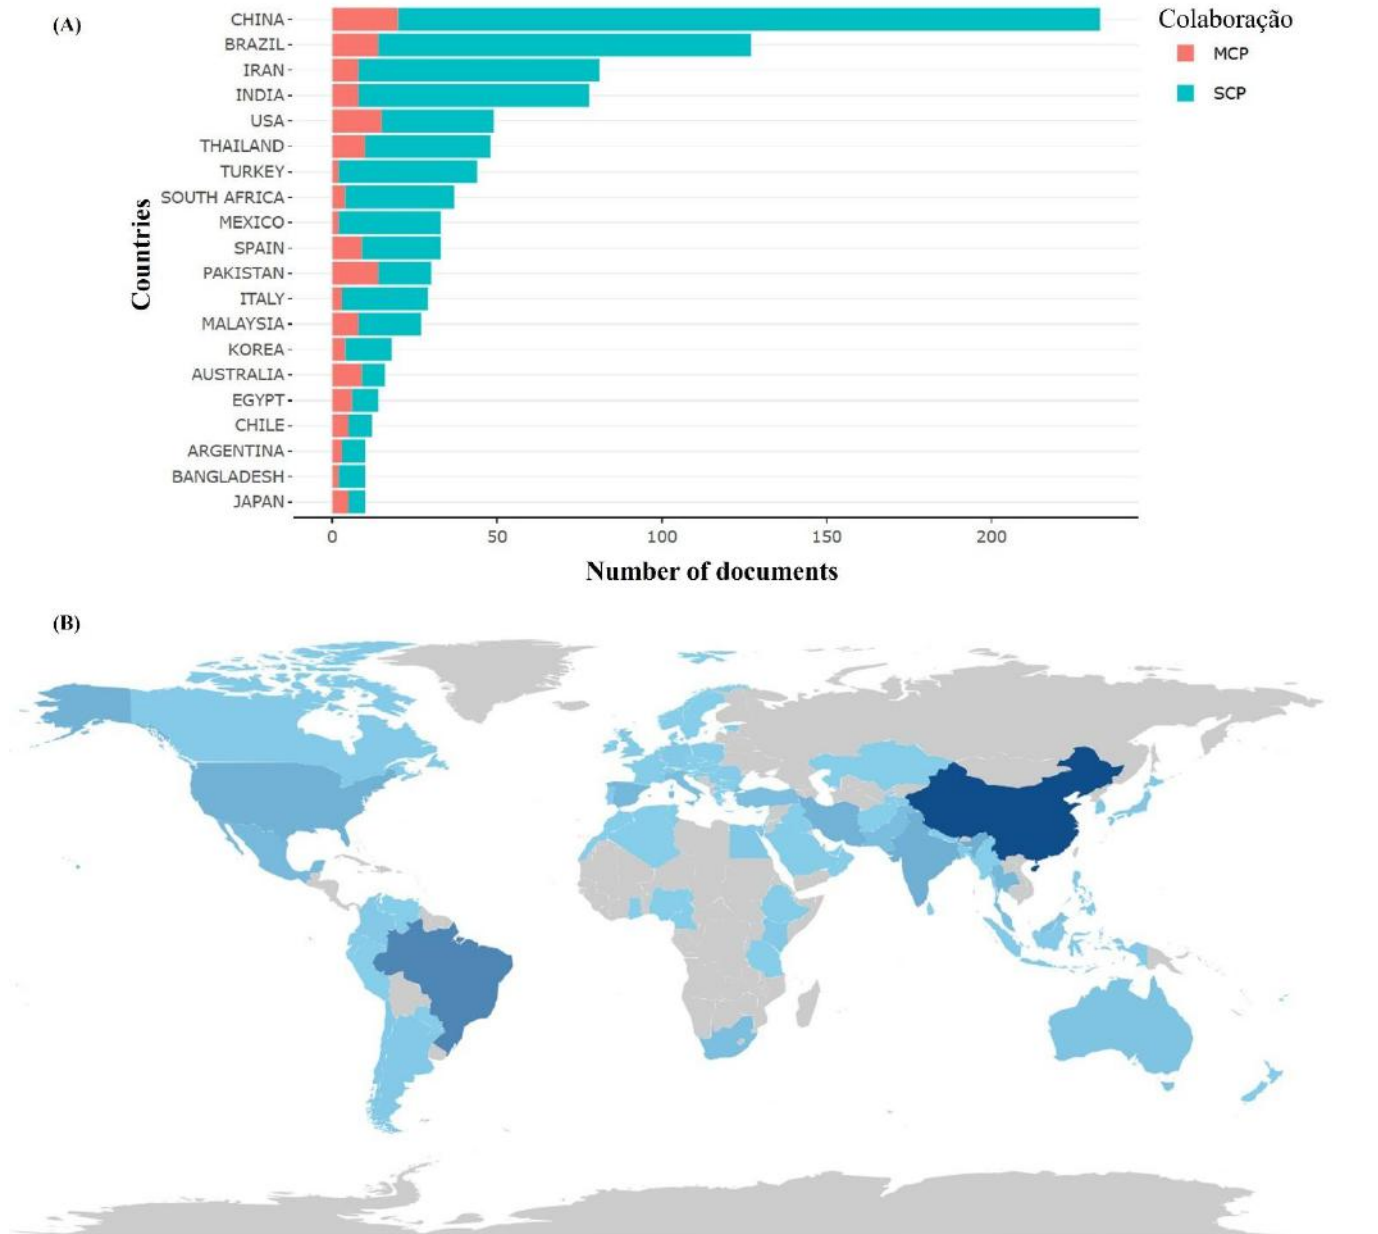 (A)
Colaboração
MCP
SCP
Countries
CHINA
BRAZIL
IRAN
INDIA
USA
THAILAND
TURKEY
SOUTH AFRICA
MEXICO
SPAIN
PAKISTAN
ITALY
MALAYSIA
KOREA
AUSTRALIA
EGYPT
CHILE
ARGENTINA
BANGLADESH
JAPAN
0 50 100 150 200
Number of documents
(B)